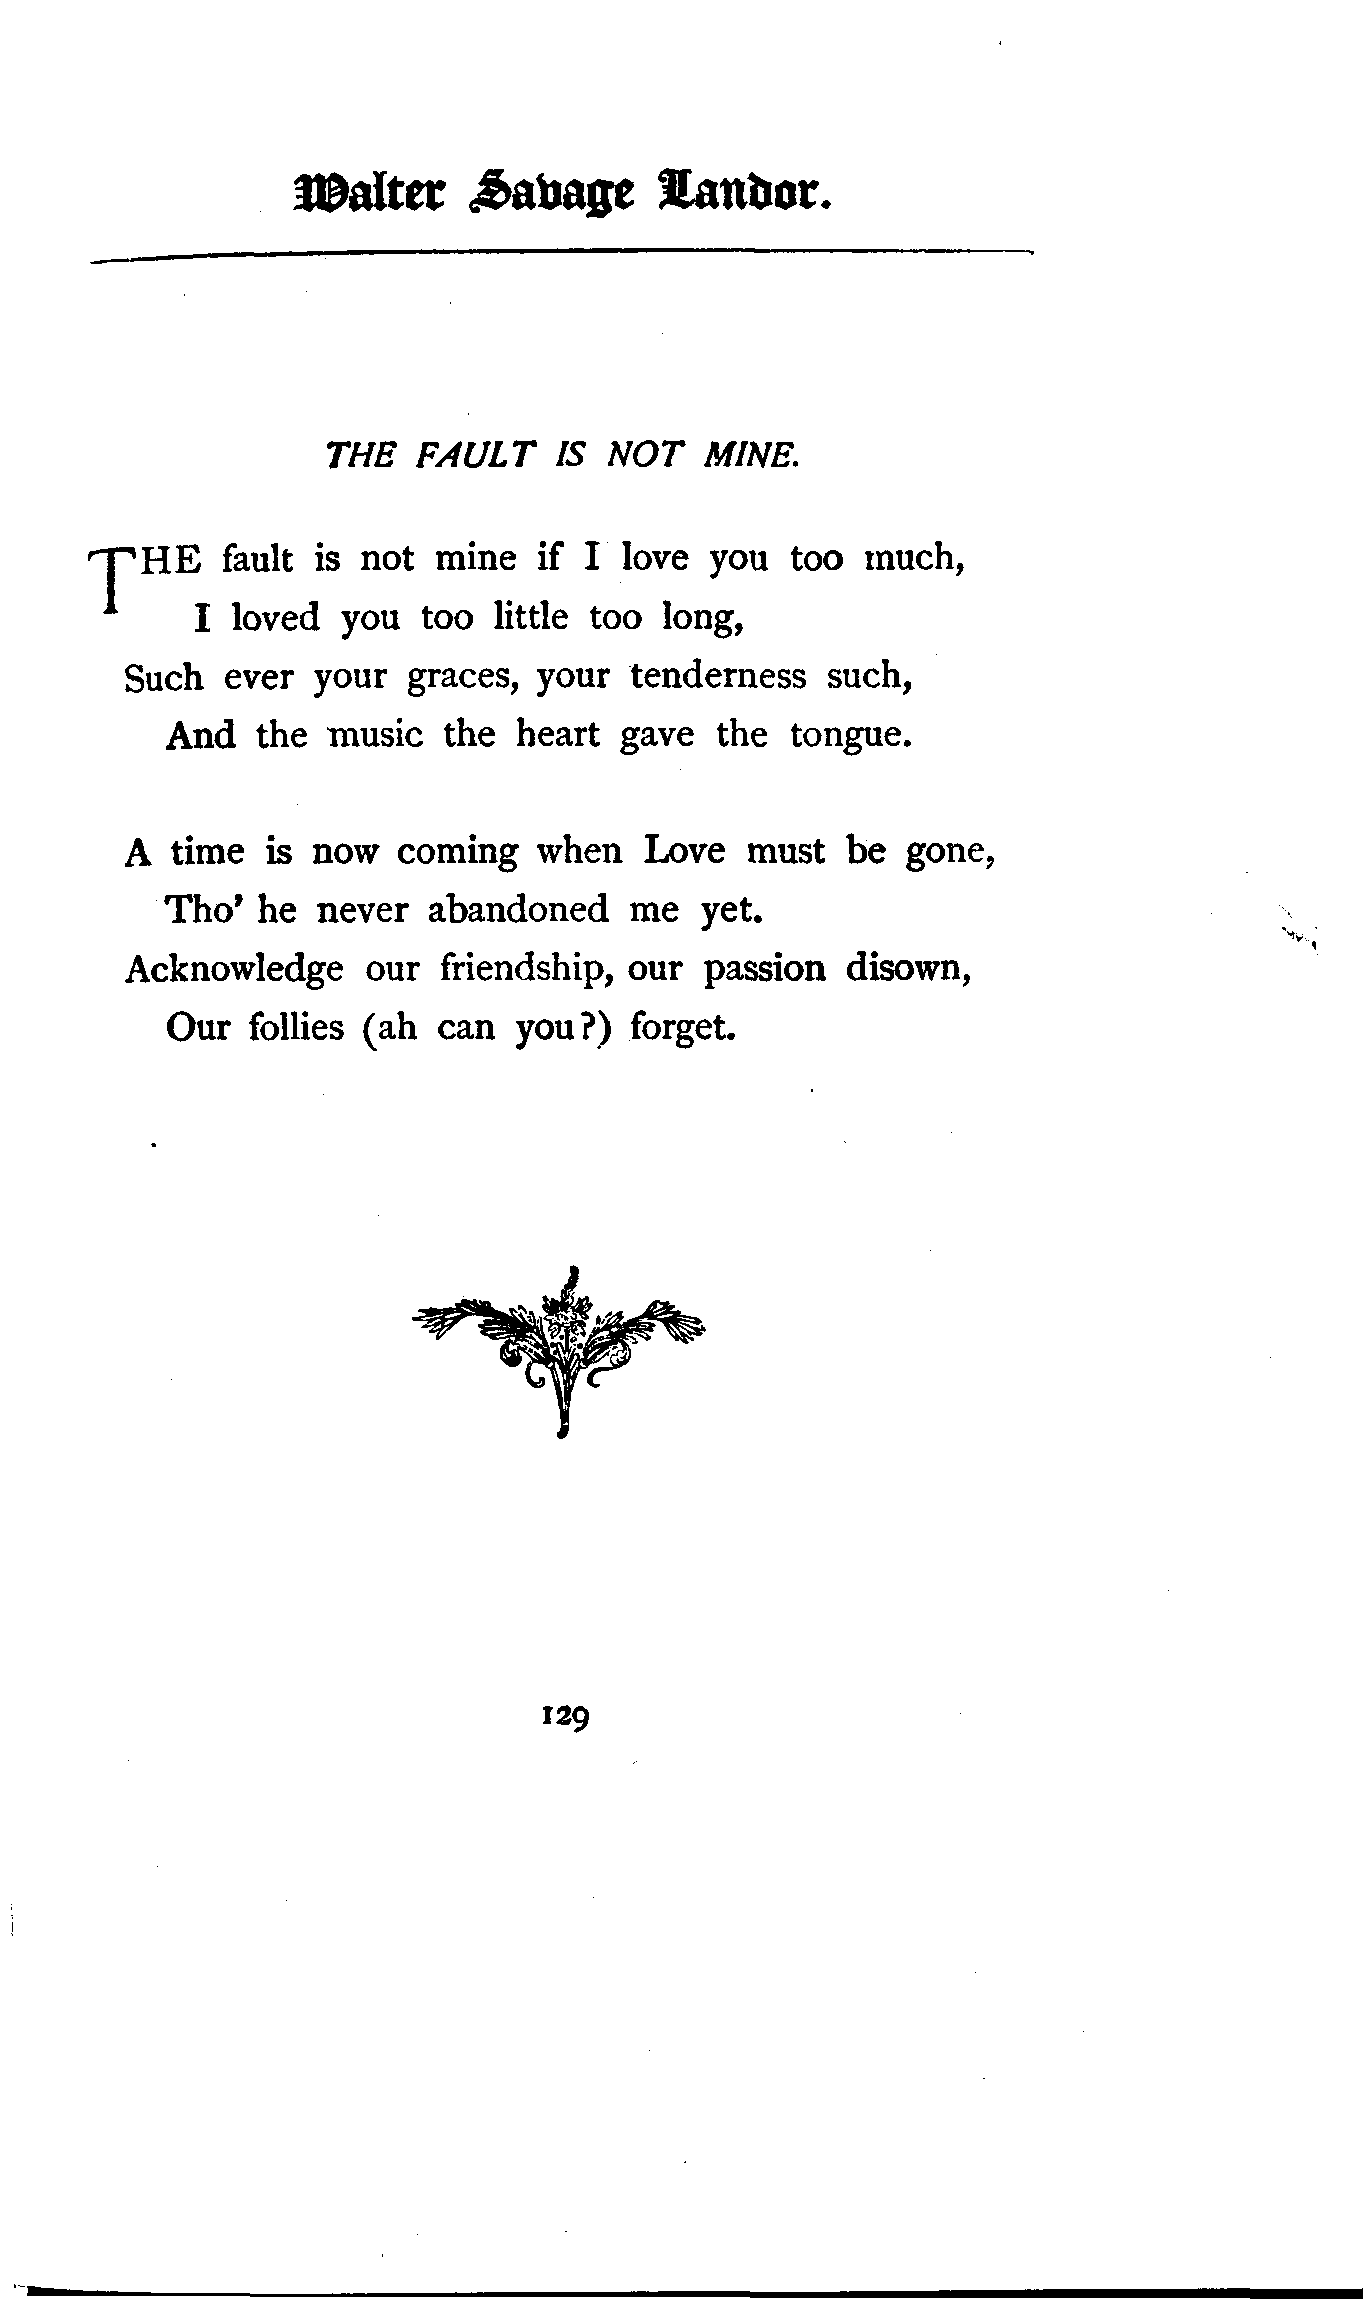 Walter Savage Landor.
THE FAULT IS NOT MINE.
THE fault is not mine if I love you too much,
I loved you too little too long,
Such ever your graces, your tenderness such,
And the music the heart gave the tongue.
A time is now coming when Love must be gone,
Tho' he never abandoned me yet.
Acknowledge our friendship, our passion disown,
Our follies (ah can you?) forget.
129